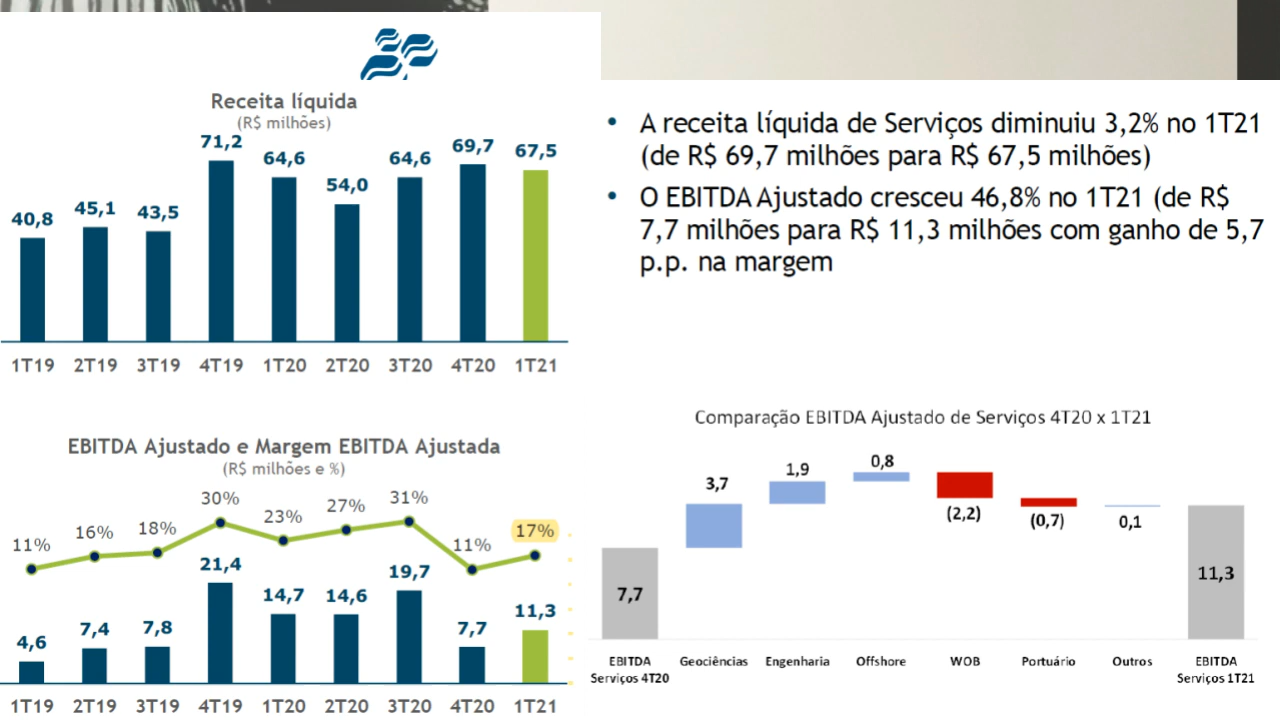 Receita líquida
(R$ milhões)
40,8
45,1
43,5
71,2
64,6
54,0
64,6
69,7
67,5
1T19 2T19 3T19 4T19 1T20 2T20 3T20 4T20 1T21
EBITDA Ajustado e Margem EBITDA Ajustada
(R$ milhões e %)
11% 16% 18% 30% 23% 27% 31% 11% 17%
4,6 7,4 7,8 21,4 14,7 14,6 19,7 7,7 11,3
1T19 2T19 3T19 4T19 1T20 2T20 3T20 4T20 1T21
• A receita líquida de Serviços diminuiu 3,2% no 1T21
(de R$ 69,7 milhões para R$ 67,5 milhões)
• O EBITDA Ajustado cresceu 46,8% no 1T21 (de R$
7,7 milhões para R$ 11,3 milhões com ganho de 5,7
p.p. na margem
Comparação EBITDA Ajustado de Serviços 4T20 x 1T21
7,7
3,7
1,9
0,8
(2,2)
(0,7)
0,1
11,3
EBITDA
Serviços 4T20
Geociências
Engenharia
Offshore
WOB
Portuário
Outros
EBITDA
Serviços 1T21